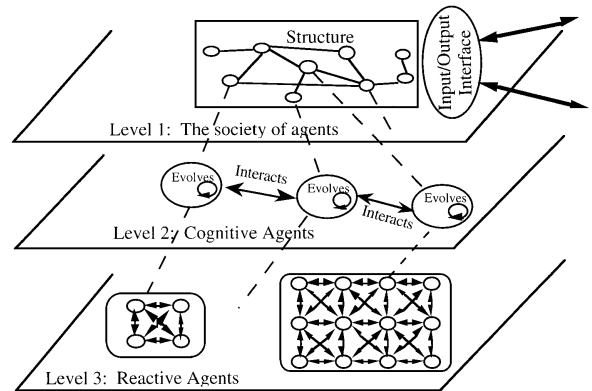 Structure
Input/Output
Interface
Level 1:  The society of agents
Evolves
Interacts
Evolves
Interacts
Evolves
Level 2:  Cognitive Agents
Level 3:  Reactive Agents